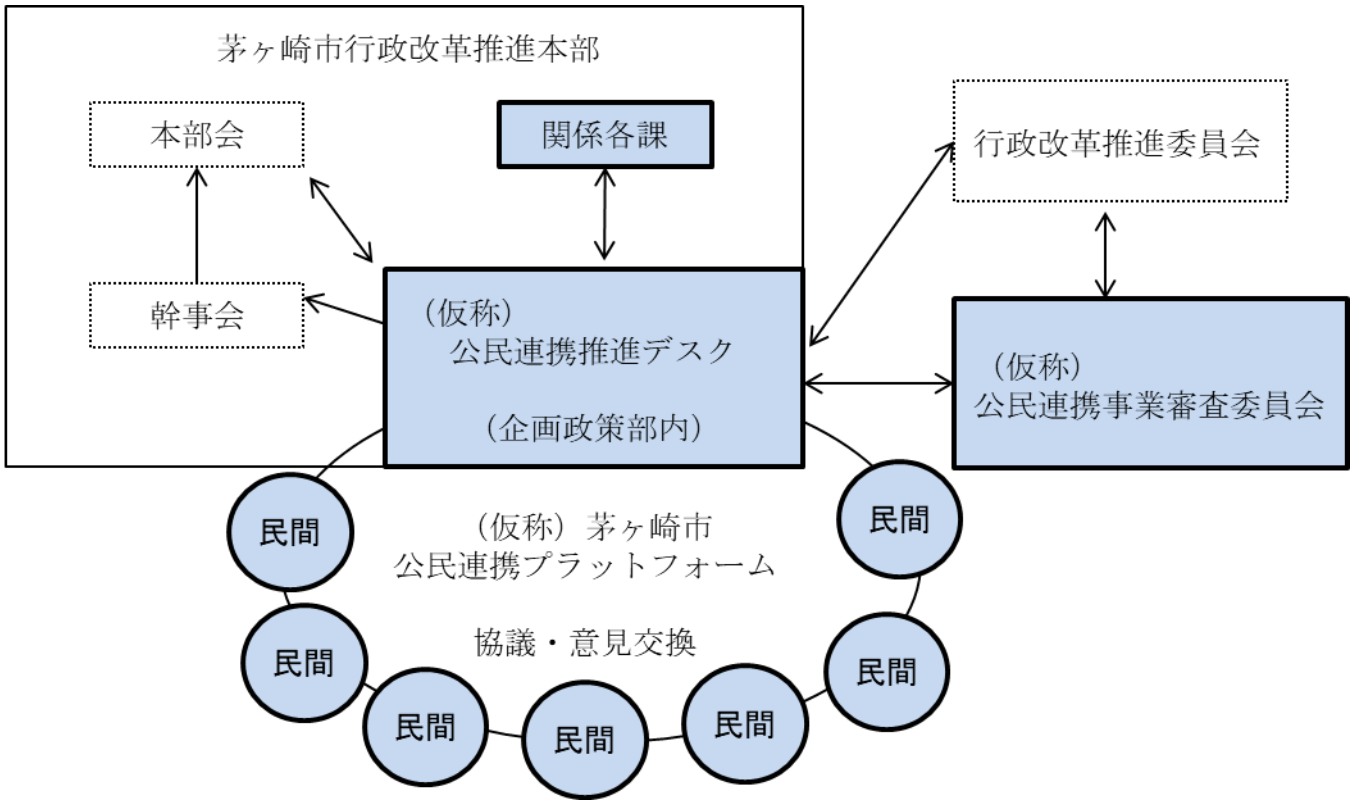 茅ヶ崎市行政改革推進本部
本部会
関係各課
行政改革推進委員会
幹事会
（仮称）
公民連携推進デスク
（企画政策部内）
（仮称）
公民連携事業審査委員会
民間
（仮称）茅ヶ崎市
公民連携プラットフォーム
民間
協議・意見交換
民間
民間
民間
民間
民間